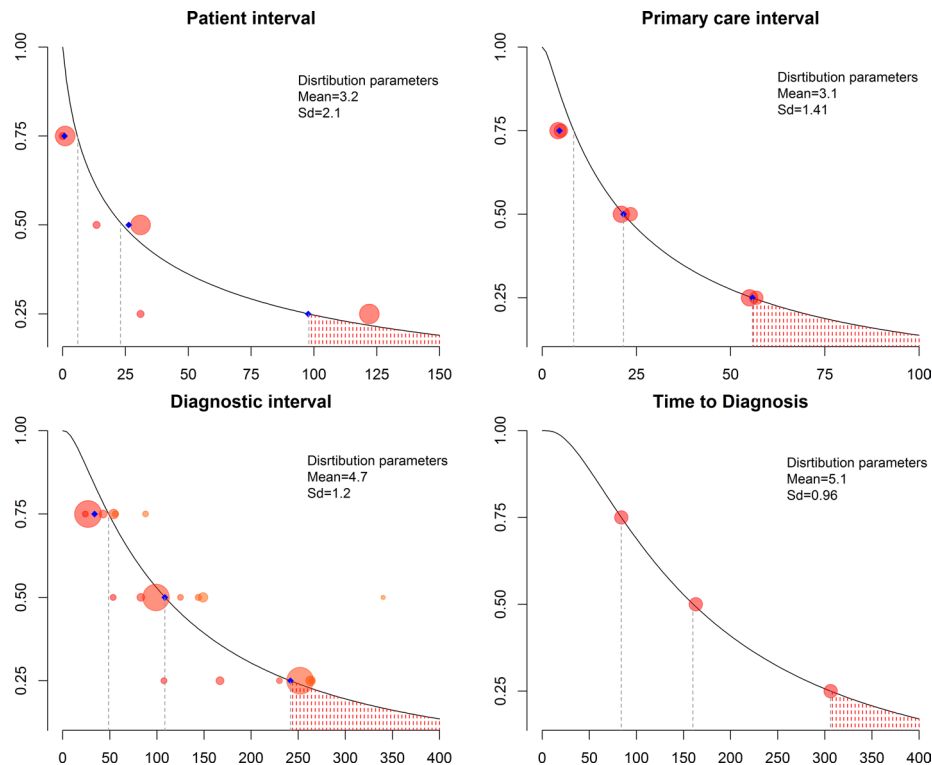 Patient interval
1.00
0.75
0.50
0.25
Disrtibution parameters
Mean=3.2
Sd=2.1
0 25 50 75 100 125 150
Primary care interval
1.00
0.75
0.50
0.25
Disrtibution parameters
Mean=3.1
Sd=1.41
0 25 50 75 100
Diagnostic interval
1.00
0.75
0.50
0.25
Disrtibution parameters
Mean=4.7
Sd=1.2
0 50 100 150 200 250 300 350 400
Time to Diagnosis
1.00
0.75
0.50
0.25
Disrtibution parameters
Mean=5.1
Sd=0.96
0 50 100 150 200 250 300 350 400